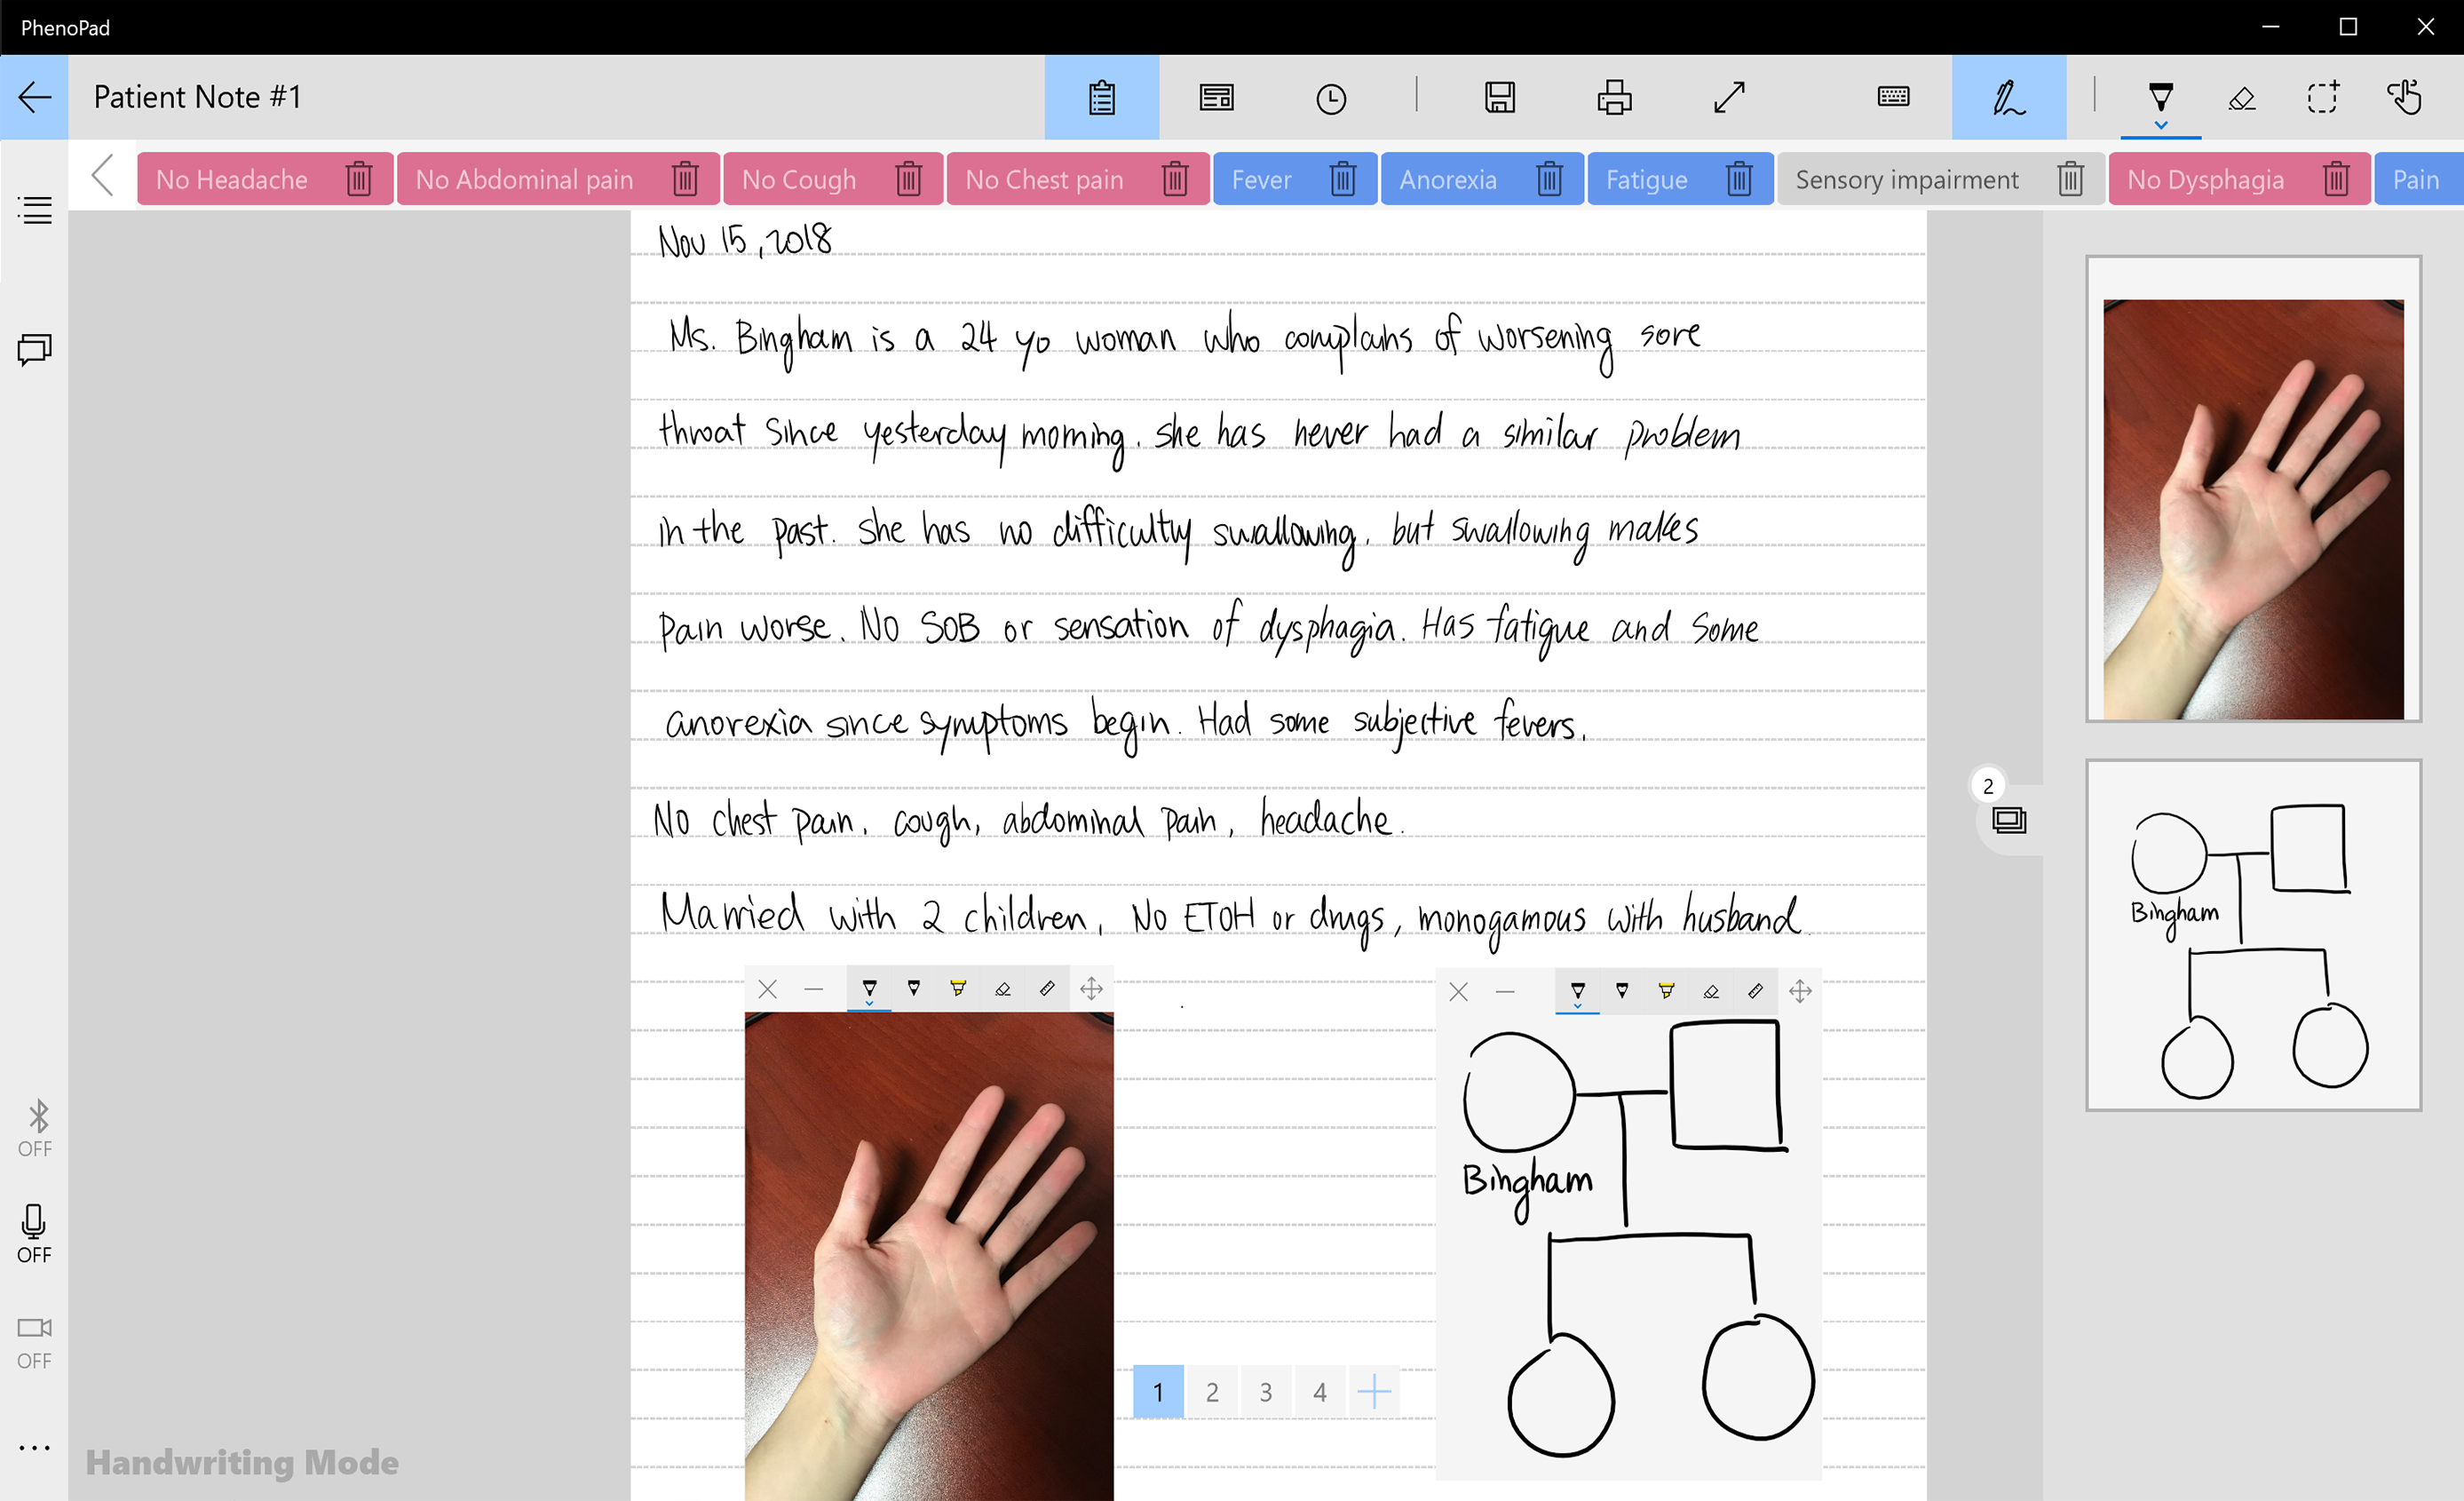 PhenoPad
Patient Note #1
No Headache No Abdominal pain No Cough No Chest pain Fever Anorexia Fatigue Sensory impairment No Dysphagia Pain
Nov 15, 2018
Ms. Bingham is a 24 yo woman who complains of worsening sore
throat since yesterday morning. she has never had a similar problem
in the past. she has no difficulty swallowing, but swallowing makes
pain worse. No SOB or sensation of dysphagia. Has fatigue and some
anorexia since symptoms begin. Had some subjective fevers.
No chest pain, cough, abdominal pain, headache.
Married with 2 children. No ETOH or drugs, monogamous with husband.
Bingham
1 2 3 4
2
Bingham
OFF
OFF
OFF
Handwriting Mode